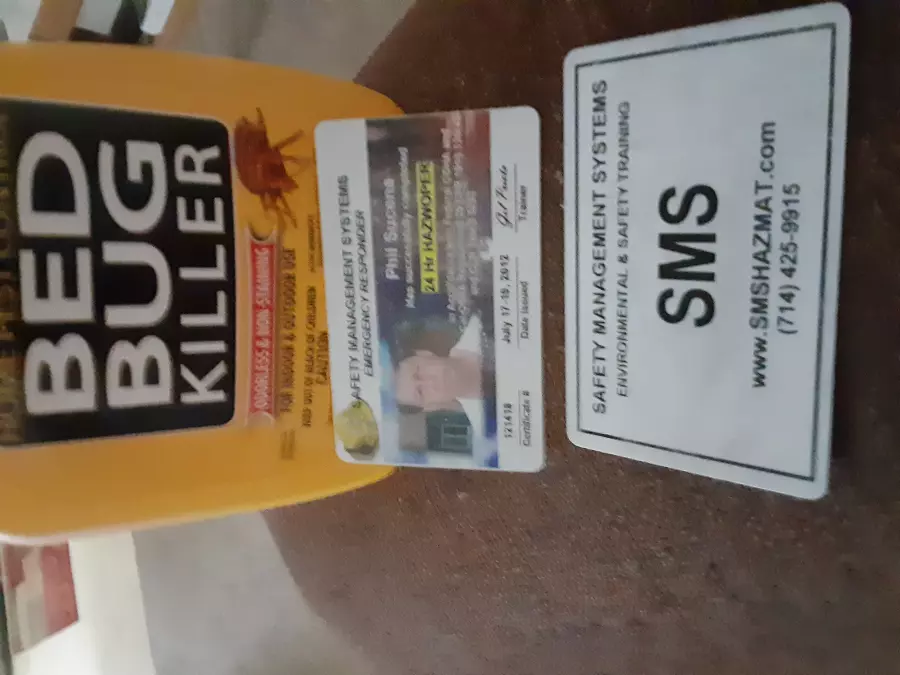 BED
BUG
KILLER
ODORLESS & NON-STAINING
FOR INDOOR & OUTDOOR USE
KEEP OUT OF REACH OF CHILDREN
CAUTION
SAFETY MANAGEMENT SYSTEMS
EMERGENCY RESPONDER
Phil Sucena
Has successfully completed
24 Hr HAZWOPER
121418 July 17-19, 2012
Certificate # Date Issued Trainer
SAFETY MANAGEMENT SYSTEMS
ENVIRONMENTAL & SAFETY TRAINING
SMS
www.SMSHAZMAT.com
(714) 425-9915